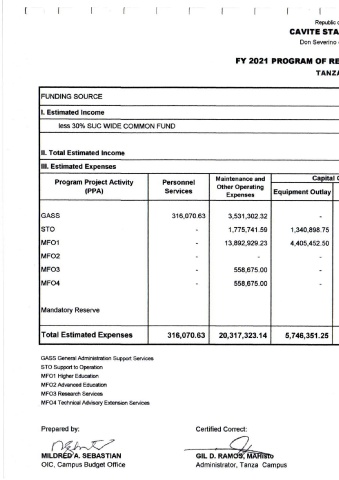 Republic
CAVITE STA
Don Severino
FY 2021 PROGRAM OF RE
TANZA
FUNDING SOURCE
I. Estimated Income
less 30% SUC WIDE COMMON FUND
II. Total Estimated Income
III. Estimated Expenses
Program Project Activity (PPA) Personnel Services Maintenance and Other Operating Expenses Capital
Equipment Outlay
GASS 316,070.63 3,531,302.32 -
STO - 1,775,741.59 1,340,898.75
MFO1 - 13,892,929.23 4,405,452.50
MFO2 - - -
MFO3 - 558,675.00 -
MFO4 - 558,675.00 -
Mandatory Reserve
Total Estimated Expenses 316,070.63 20,317,323.14 5,746,351.25
GASS General Administration Support Services
STO Support to Operation
MFO1 Higher Education
MFO2 Advanced Education
MFO3 Research Services
MFO4 Technical Advisory Extension Services
Prepared by: Certified Correct:
MILDRED A. SEBASTIAN GIL D. RAMOS, MAHisto
OIC, Campus Budget Office Administrator, Tanza Campus